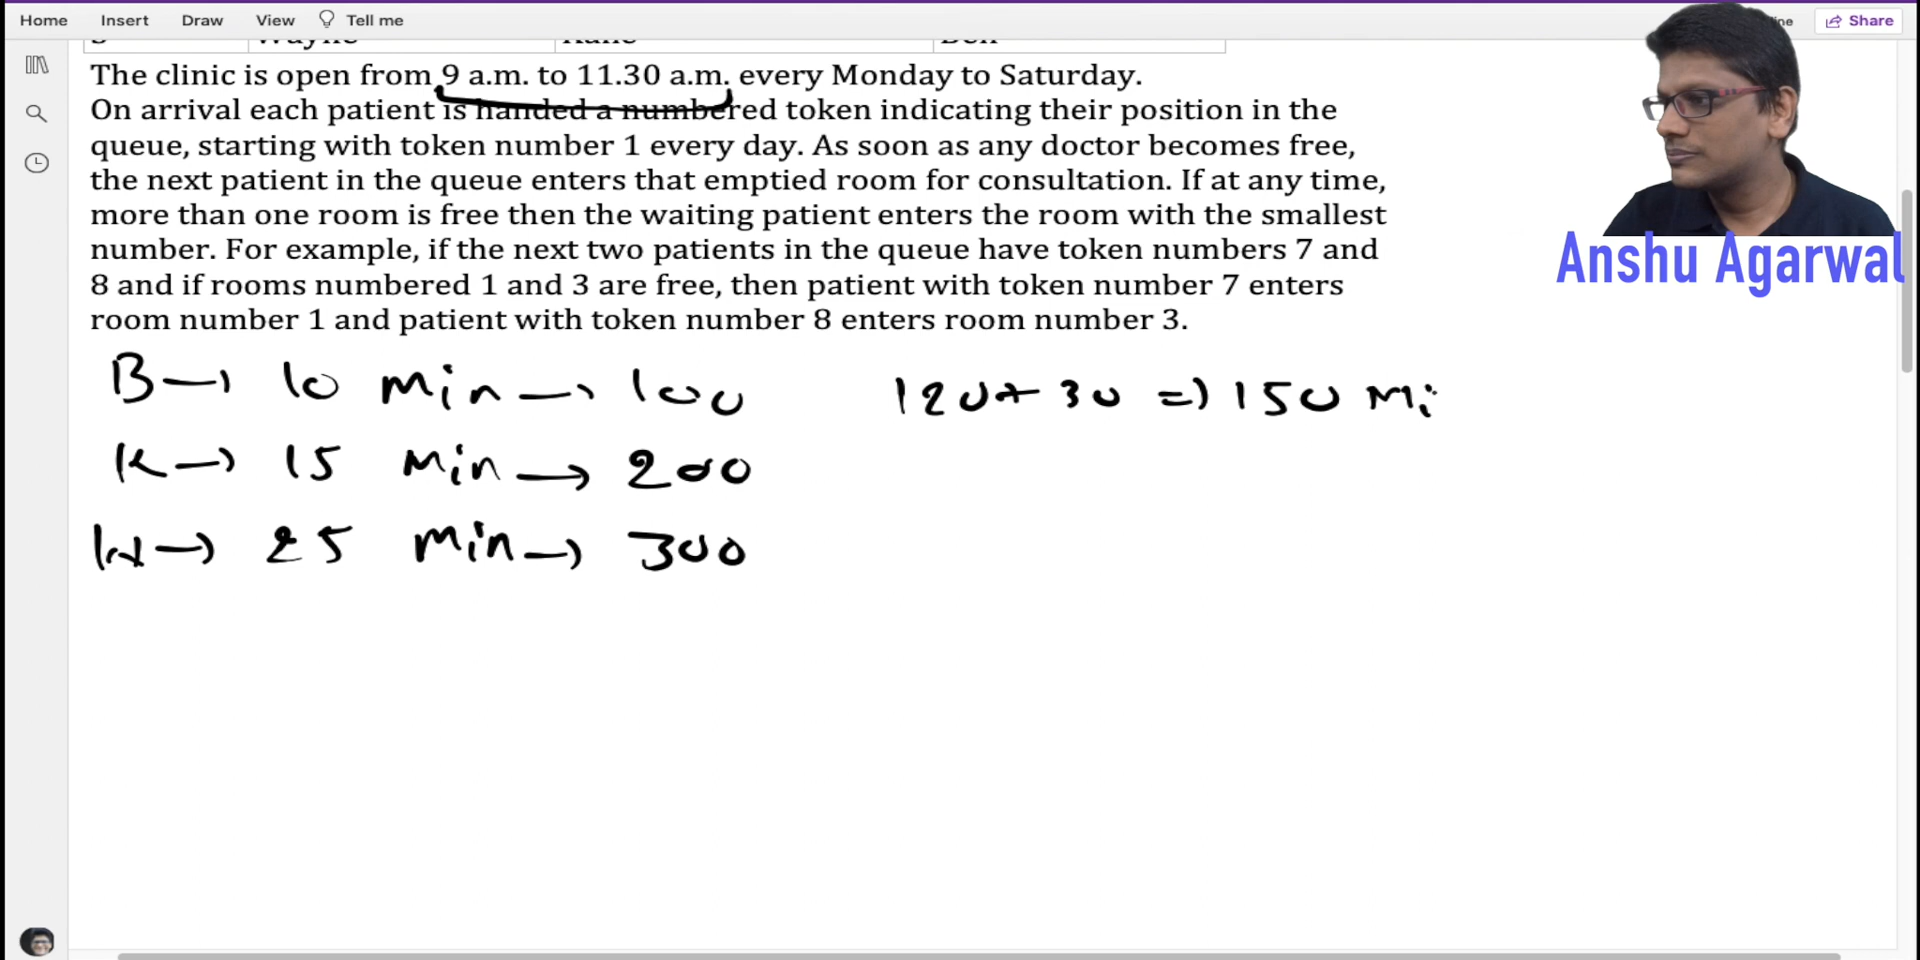 Home Insert Draw View Tell me
Share
Wayne
The clinic is open from 9 a.m. to 11.30 a.m. every Monday to Saturday.
On arrival each patient is handed a numbered token indicating their position in the
queue, starting with token number 1 every day. As soon as any doctor becomes free,
the next patient in the queue enters that emptied room for consultation. If at any time,
more than one room is free then the waiting patient enters the room with the smallest
number. For example, if the next two patients in the queue have token numbers 7 and
8 and if rooms numbered 1 and 3 are free, then patient with token number 7 enters
room number 1 and patient with token number 8 enters room number 3.
Anshu Agarwal
B → 10 min → 100
120 + 30 => 150 Mi
K → 15 Min → 200
W → 25 Min → 300